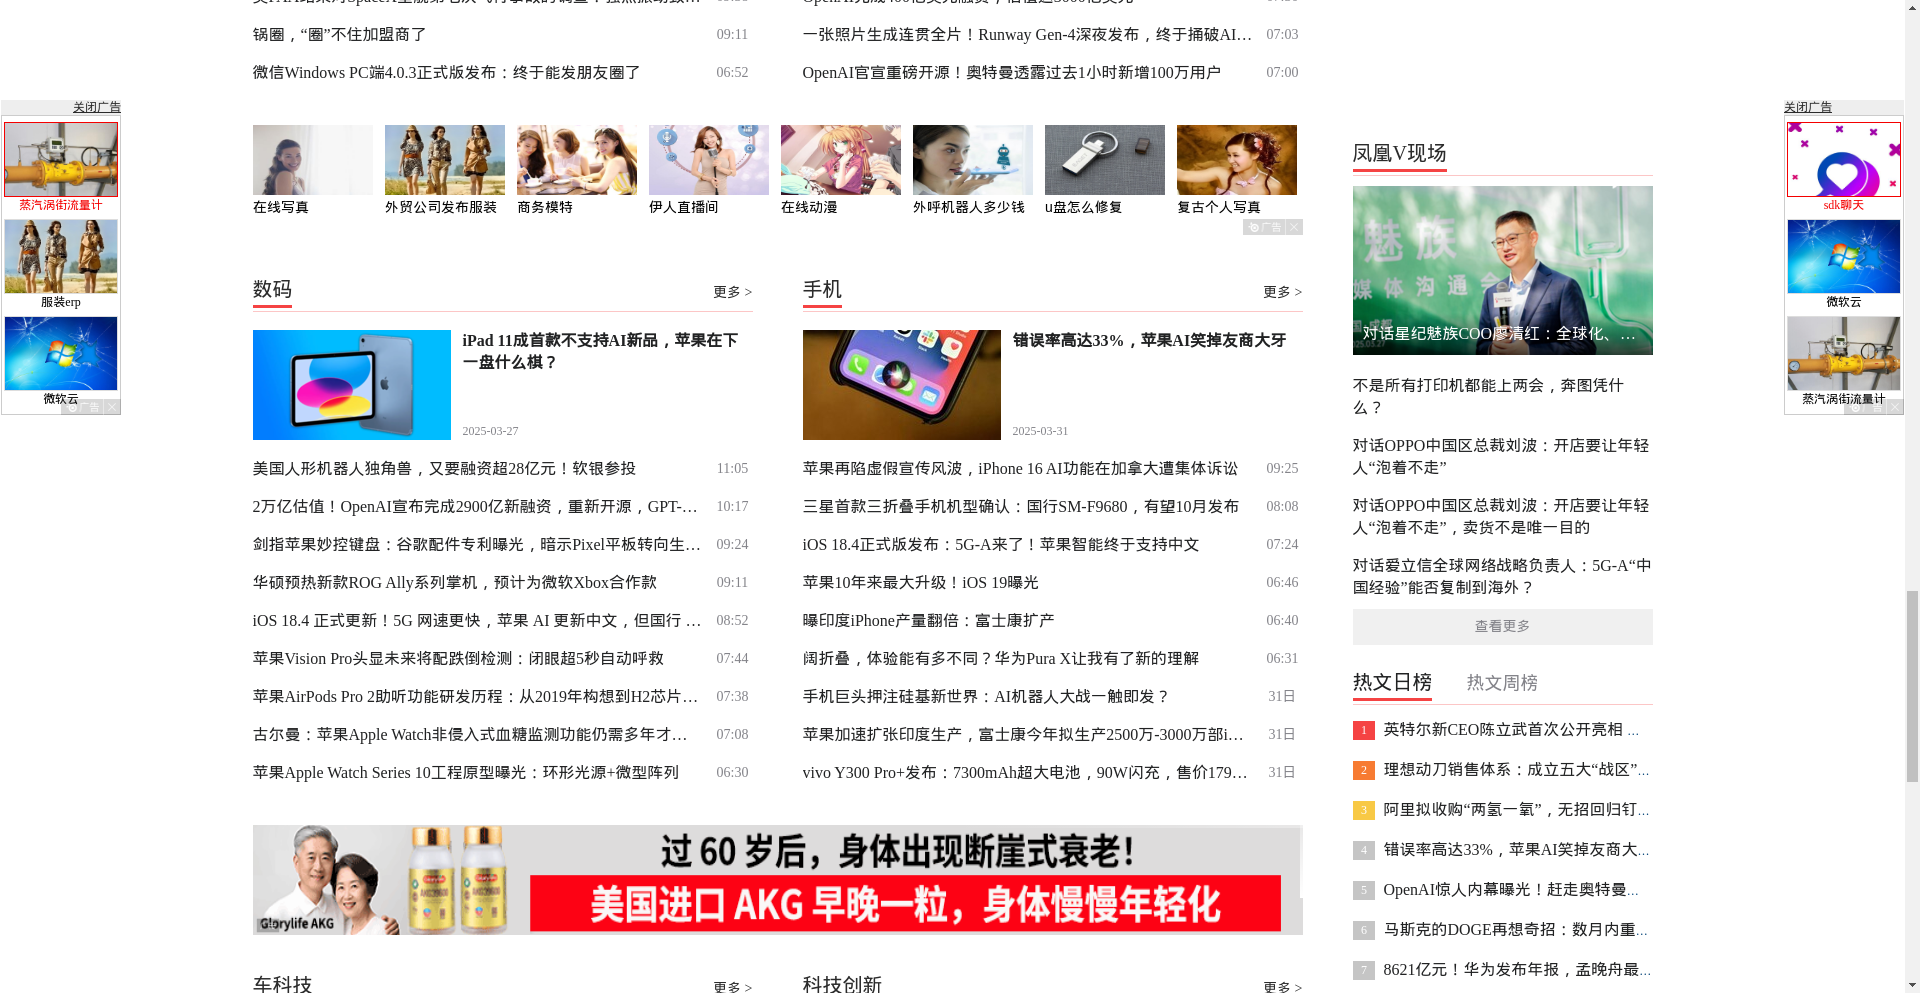 锅圈，“圈”不住加盟商了 09:11
微信Windows PC端4.0.3正式版发布：终于能发朋友圈了 06:52
一张照片生成连贯全片！Runway Gen-4深夜发布，终于捅破AI… 07:03
OpenAI官宣重磅开源！奥特曼透露过去1小时新增100万用户 07:00
关闭广告
蒸汽涡街流量计
服装erp
微软云
广告
在线写真
外贸公司发布服装
商务模特
伊人直播间
在线动漫
外呼机器人多少钱
u盘怎么修复
复古个人写真
广告
数码
更多 >
iPad 11成首款不支持AI新品，苹果在下
一盘什么棋？
2025-03-27
美国人形机器人独角兽，又要融资超28亿元！软银参投 11:05
2万亿估值！OpenAI宣布完成2900亿新融资，重新开源，GPT-… 10:17
剑指苹果妙控键盘：谷歌配件专利曝光，暗示Pixel平板转向生… 09:24
华硕预热新款ROG Ally系列掌机，预计为微软Xbox合作款 09:11
iOS 18.4 正式更新！5G 网速更快，苹果 AI 更新中文，但国行 … 08:52
苹果Vision Pro头显未来将配跌倒检测：闭眼超5秒自动呼救 07:44
苹果AirPods Pro 2助听功能研发历程：从2019年构想到H2芯片… 07:38
古尔曼：苹果Apple Watch非侵入式血糖监测功能仍需多年才… 07:08
苹果Apple Watch Series 10工程原型曝光：环形光源+微型阵列 06:30
手机
更多 >
错误率高达33%，苹果AI笑掉友商大牙
2025-03-31
苹果再陷虚假宣传风波，iPhone 16 AI功能在加拿大遭集体诉讼 09:25
三星首款三折叠手机机型确认：国行SM-F9680，有望10月发布 08:08
iOS 18.4正式版发布：5G-A来了！苹果智能终于支持中文 07:24
苹果10年来最大升级！iOS 19曝光 06:46
曝印度iPhone产量翻倍：富士康扩产 06:40
阔折叠，体验能有多不同？华为Pura X让我有了新的理解 06:31
手机巨头押注硅基新世界：AI机器人大战一触即发？ 31日
苹果加速扩张印度生产，富士康今年拟生产2500万-3000万部i… 31日
vivo Y300 Pro+发布：7300mAh超大电池，90W闪充，售价179… 31日
过 60 岁后，身体出现断崖式衰老！
美国进口 AKG 早晚一粒，身体慢慢年轻化
Glorylife AKG
车科技
更多 >
科技创新
更多 >
凤凰V现场
魅族
媒体沟通会
对话星纪魅族COO廖清红：全球化、…
不是所有打印机都能上两会，奔图凭什
么？
对话OPPO中国区总裁刘波：开店要让年轻
人“泡着不走”
对话OPPO中国区总裁刘波：开店要让年轻
人“泡着不走”，卖货不是唯一目的
对话爱立信全球网络战略负责人：5G-A“中
国经验”能否复制到海外？
查看更多
热文日榜
热文周榜
1 英特尔新CEO陈立武首次公开亮相 …
2 理想动刀销售体系：成立五大“战区”…
3 阿里拟收购“两氢一氧”，无招回归钉…
4 错误率高达33%，苹果AI笑掉友商大…
5 OpenAI惊人内幕曝光！赶走奥特曼…
6 马斯克的DOGE再想奇招：数月内重…
7 8621亿元！华为发布年报，孟晚舟最…
关闭广告
sdk聊天
微软云
蒸汽涡街流量计
广告